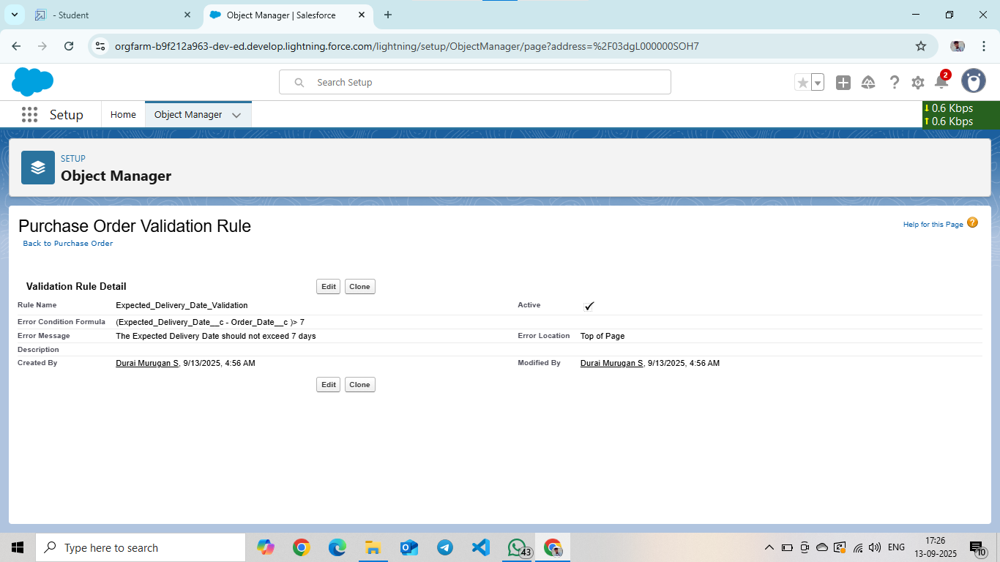 - Student
Object Manager | Salesforce
orgfarm-b9f212a963-dev-ed.develop.lightning.force.com/lightning/setup/ObjectManager/page?address=%2F03dgL000000SOH7
Search Setup
2
Setup
Home
Object Manager
0.6 Kbps
0.6 Kbps
SETUP
Object Manager
Purchase Order Validation Rule
Help for this Page ?
Back to Purchase Order
Validation Rule Detail
Edit
Clone
Rule Name Expected_Delivery_Date_Validation Active
Error Condition Formula (Expected_Delivery_Date__c - Order_Date__c )> 7
Error Message The Expected Delivery Date should not exceed 7 days Error Location Top of Page
Description
Created By Durai Murugan S, 9/13/2025, 4:56 AM Modified By Durai Murugan S, 9/13/2025, 4:56 AM
Edit
Clone
Type here to search
43
ENG
17:26
13-09-2025
10